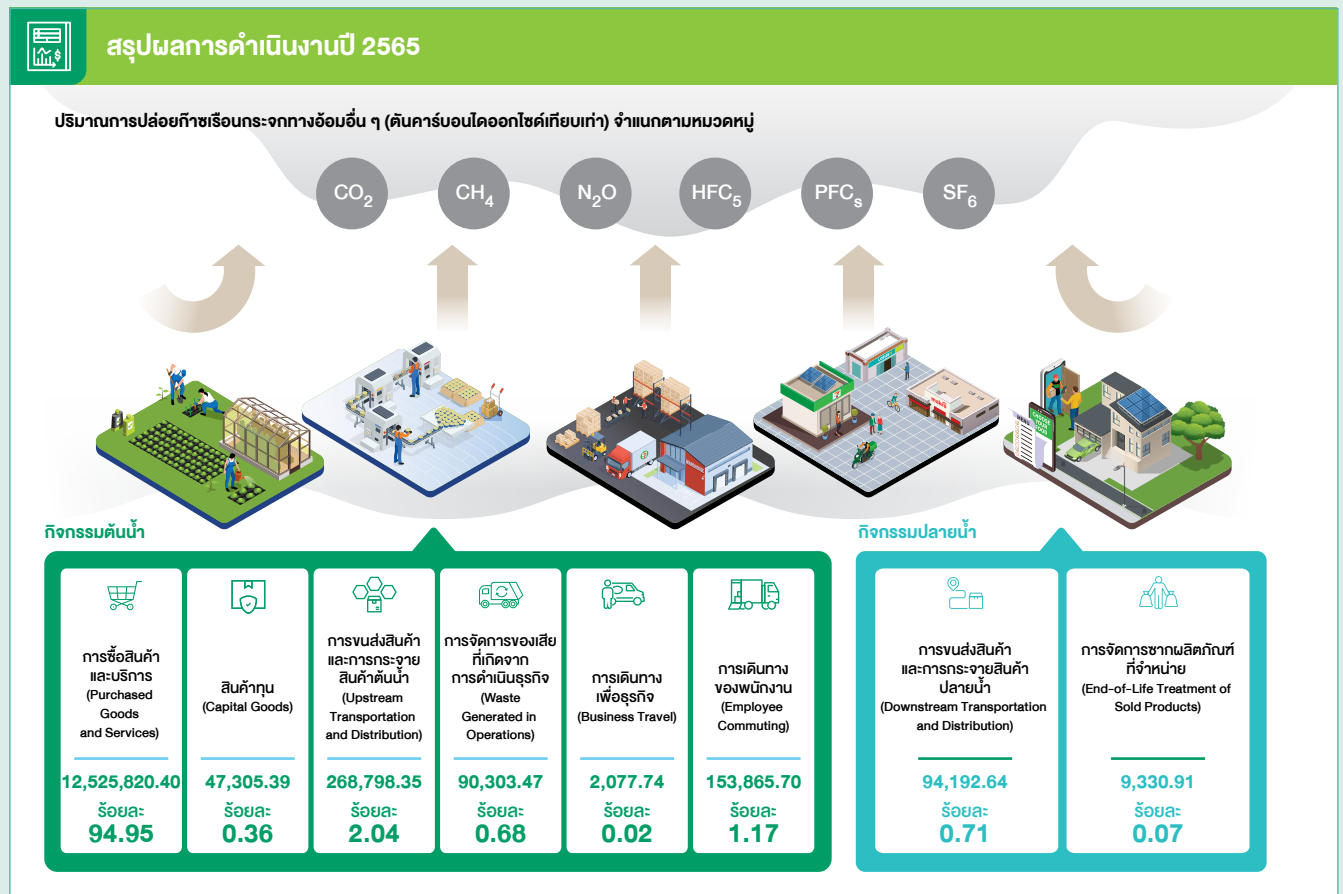 สรุปผลการดำเนินงานปี 2565
ปริมาณการปล่อยก๊าซเรือนกระจกทางอ้อมอื่น ๆ (ตันคาร์บอนไดออกไซด์เทียบเท่า) จำแนกตามหมวดหมู่
CO₂ CH₄ N₂O HFC₅ PFCₛ SF₆
CHOOSE
YOUR
FOOD
กิจกรรมต้นน้ำ
การซื้อสินค้า
และบริการ
(Purchased
Goods
and Services)
12,525,820.40
ร้อยละ
94.95
สินค้าทุน
(Capital Goods)
47,305.39
ร้อยละ
0.36
การขนส่งสินค้า
และการกระจาย
สินค้าต้นน้ำ
(Upstream
Transportation
and Distribution)
268,798.35
ร้อยละ
2.04
การจัดการของเสีย
ที่เกิดจาก
การดำเนินธุรกิจ
(Waste
Generated in
Operations)
90,303.47
ร้อยละ
0.68
การเดินทาง
เพื่อธุรกิจ
(Business Travel)
2,077.74
ร้อยละ
0.02
การเดินทาง
ของพนักงาน
(Employee
Commuting)
153,865.70
ร้อยละ
1.17
กิจกรรมปลายน้ำ
การขนส่งสินค้า
และการกระจายสินค้า
ปลายน้ำ
(Downstream Transportation
and Distribution)
94,192.64
ร้อยละ
0.71
การจัดการซากผลิตภัณฑ์
ที่จำหน่าย
(End-of-Life Treatment of
Sold Products)
9,330.91
ร้อยละ
0.07